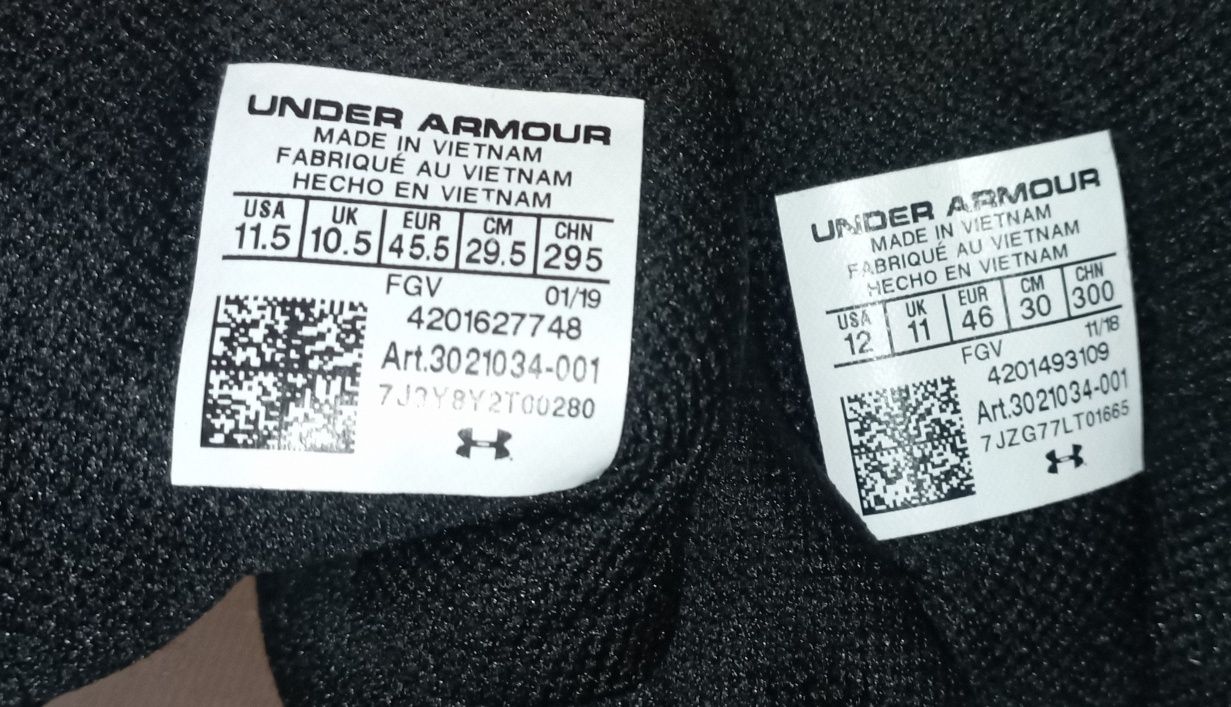 UNDER ARMOUR
MADE IN VIETNAM
FABRIQUÉ AU VIETNAM
HECHO EN VIETNAM
USA UK EUR CM CHN
11.5 10.5 45.5 29.5 295
FGV 01/19
4201627748
Art.3021034-001
7J3Y8Y2T00280
UNDER ARMOUR
MADE IN VIETNAM
FABRIQUÉ AU VIETNAM
HECHO EN VIETNAM
USA UK EUR CM CHN
12 11 46 30 300
FGV 11/18
4201493109
Art.3021034-001
7JZG77LT01665